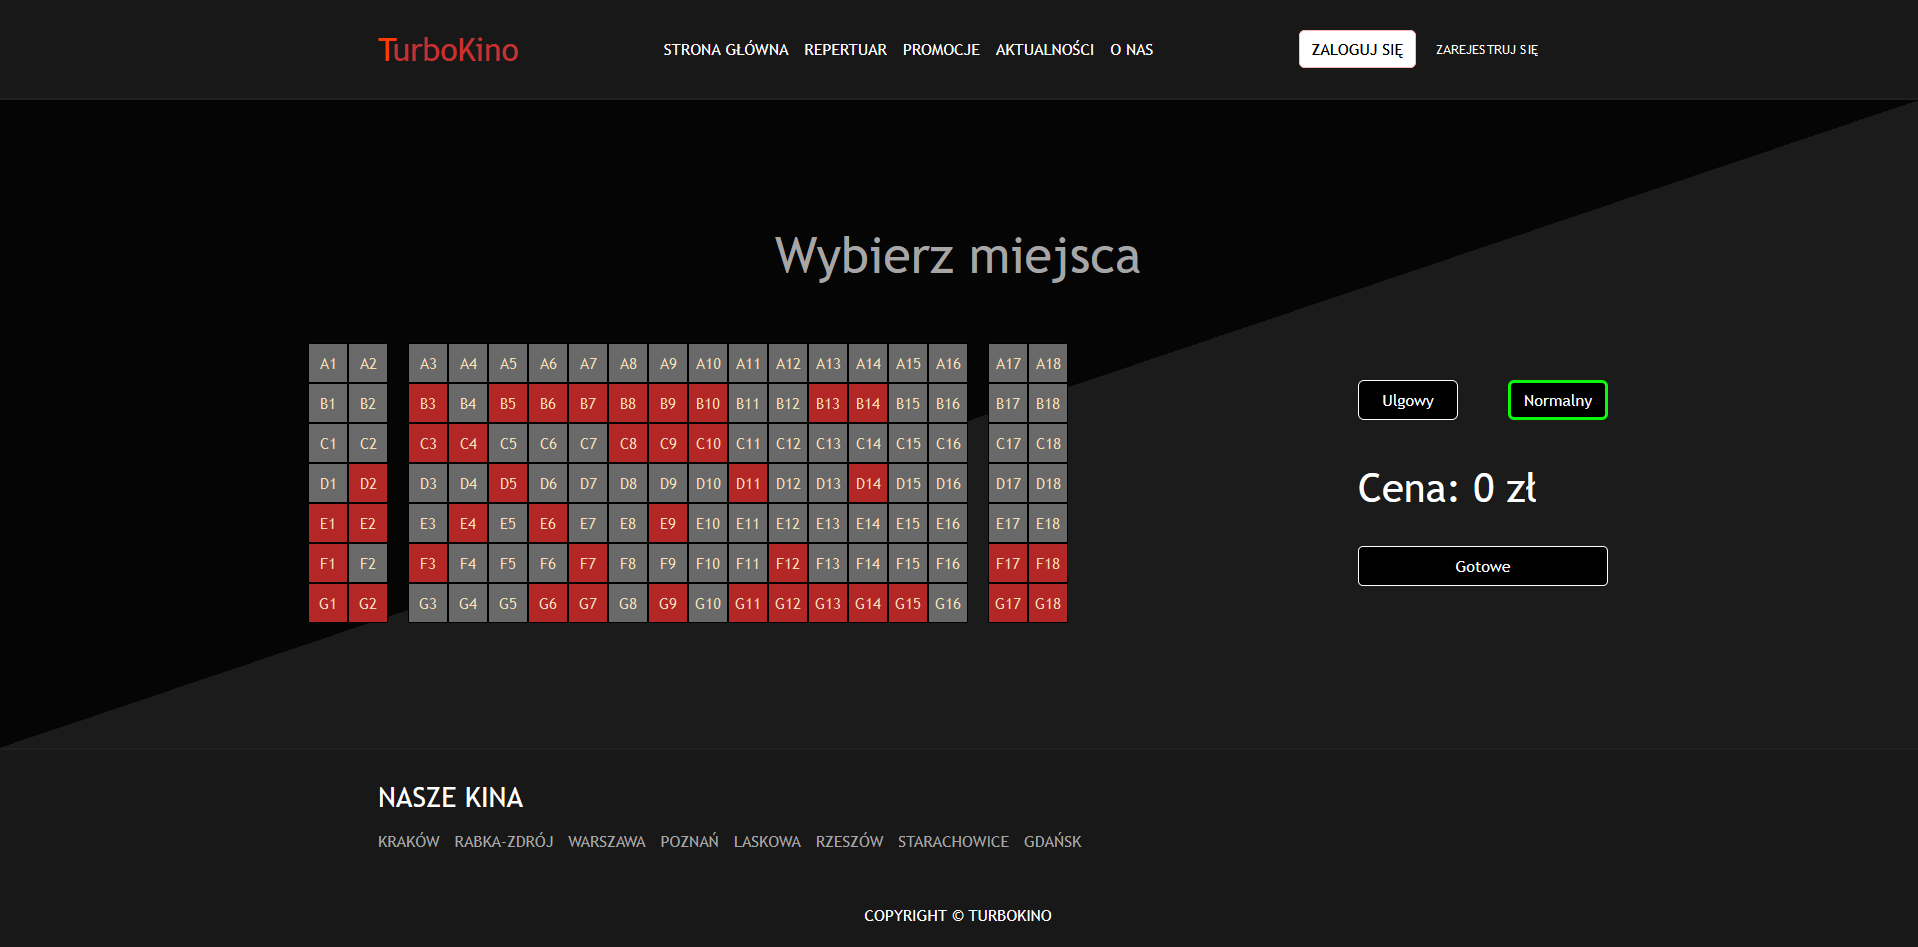 TurboKino STRONA GŁÓWNA REPERTUAR PROMOCJE AKTUALNOŚCI O NAS ZALOGUJ SIĘ ZAREJESTRUJ SIĘ
Wybierz miejsca
A1 A2 A3 A4 A5 A6 A7 A8 A9 A10 A11 A12 A13 A14 A15 A16 A17 A18
B1 B2 B3 B4 B5 B6 B7 B8 B9 B10 B11 B12 B13 B14 B15 B16 B17 B18
C1 C2 C3 C4 C5 C6 C7 C8 C9 C10 C11 C12 C13 C14 C15 C16 C17 C18
D1 D2 D3 D4 D5 D6 D7 D8 D9 D10 D11 D12 D13 D14 D15 D16 D17 D18
E1 E2 E3 E4 E5 E6 E7 E8 E9 E10 E11 E12 E13 E14 E15 E16 E17 E18
F1 F2 F3 F4 F5 F6 F7 F8 F9 F10 F11 F12 F13 F14 F15 F16 F17 F18
G1 G2 G3 G4 G5 G6 G7 G8 G9 G10 G11 G12 G13 G14 G15 G16 G17 G18
Ulgowy Normalny
Cena: 0 zł
Gotowe
NASZE KINA
KRAKÓW RABKA-ZDRÓJ WARSZAWA POZNAŃ LASKOWA RZESZÓW STARACHOWICE GDAŃSK
COPYRIGHT © TURBOKINO